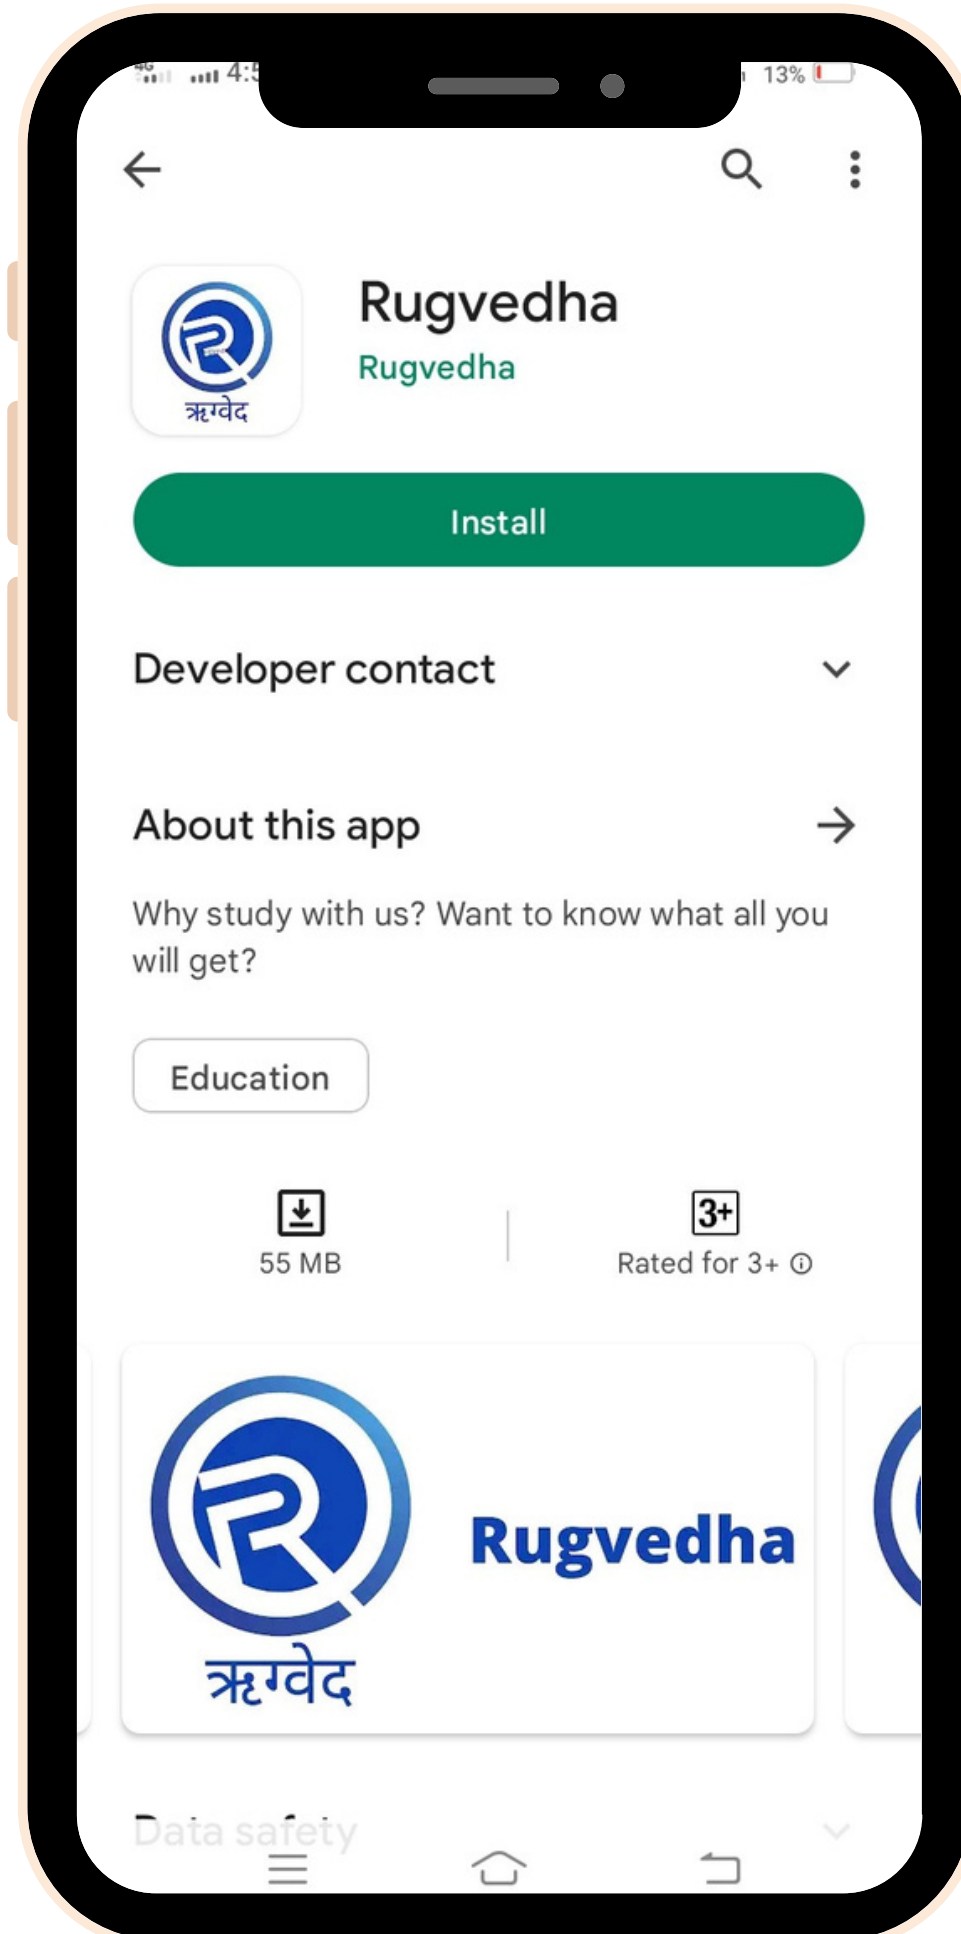 4G
13%
Rugvedha
Rugvedha
ऋग्वेद
Install
Developer contact
About this app
Why study with us? Want to know what all you
will get?
Education
3+
55 MB
Rated for 3+
Rugvedha
ऋग्वेद
Data safety